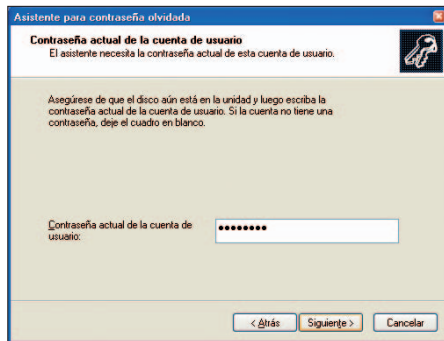 Asistente para contraseña olvidada
Contraseña actual de la cuenta de usuario
El asistente necesita la contraseña actual de esta cuenta de usuario.
Asegúrese de que el disco aún está en la unidad y luego escriba la
contraseña actual de la cuenta de usuario. Si la cuenta no tiene una
contraseña, deje el cuadro en blanco.
Contraseña actual de la cuenta de
usuario:
••••••••
< Atrás Siguiente > Cancelar